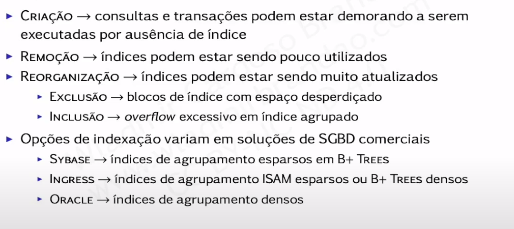 Criação → consultas e transações podem estar demorando a serem
executadas por ausência de índice
Remoção → índices podem estar sendo pouco utilizados
Reorganização → índices podem estar sendo muito atualizados
Exclusão → blocos de índice com espaço desperdiçado
Inclusão → overflow excessivo em índice agrupado
Opções de indexação variam em soluções de SGBD comerciais
Sybase → índices de agrupamento esparsos em B+ Trees
Ingress → índices de agrupamento ISAM esparsos ou B+ Trees densos
Oracle → índices de agrupamento densos